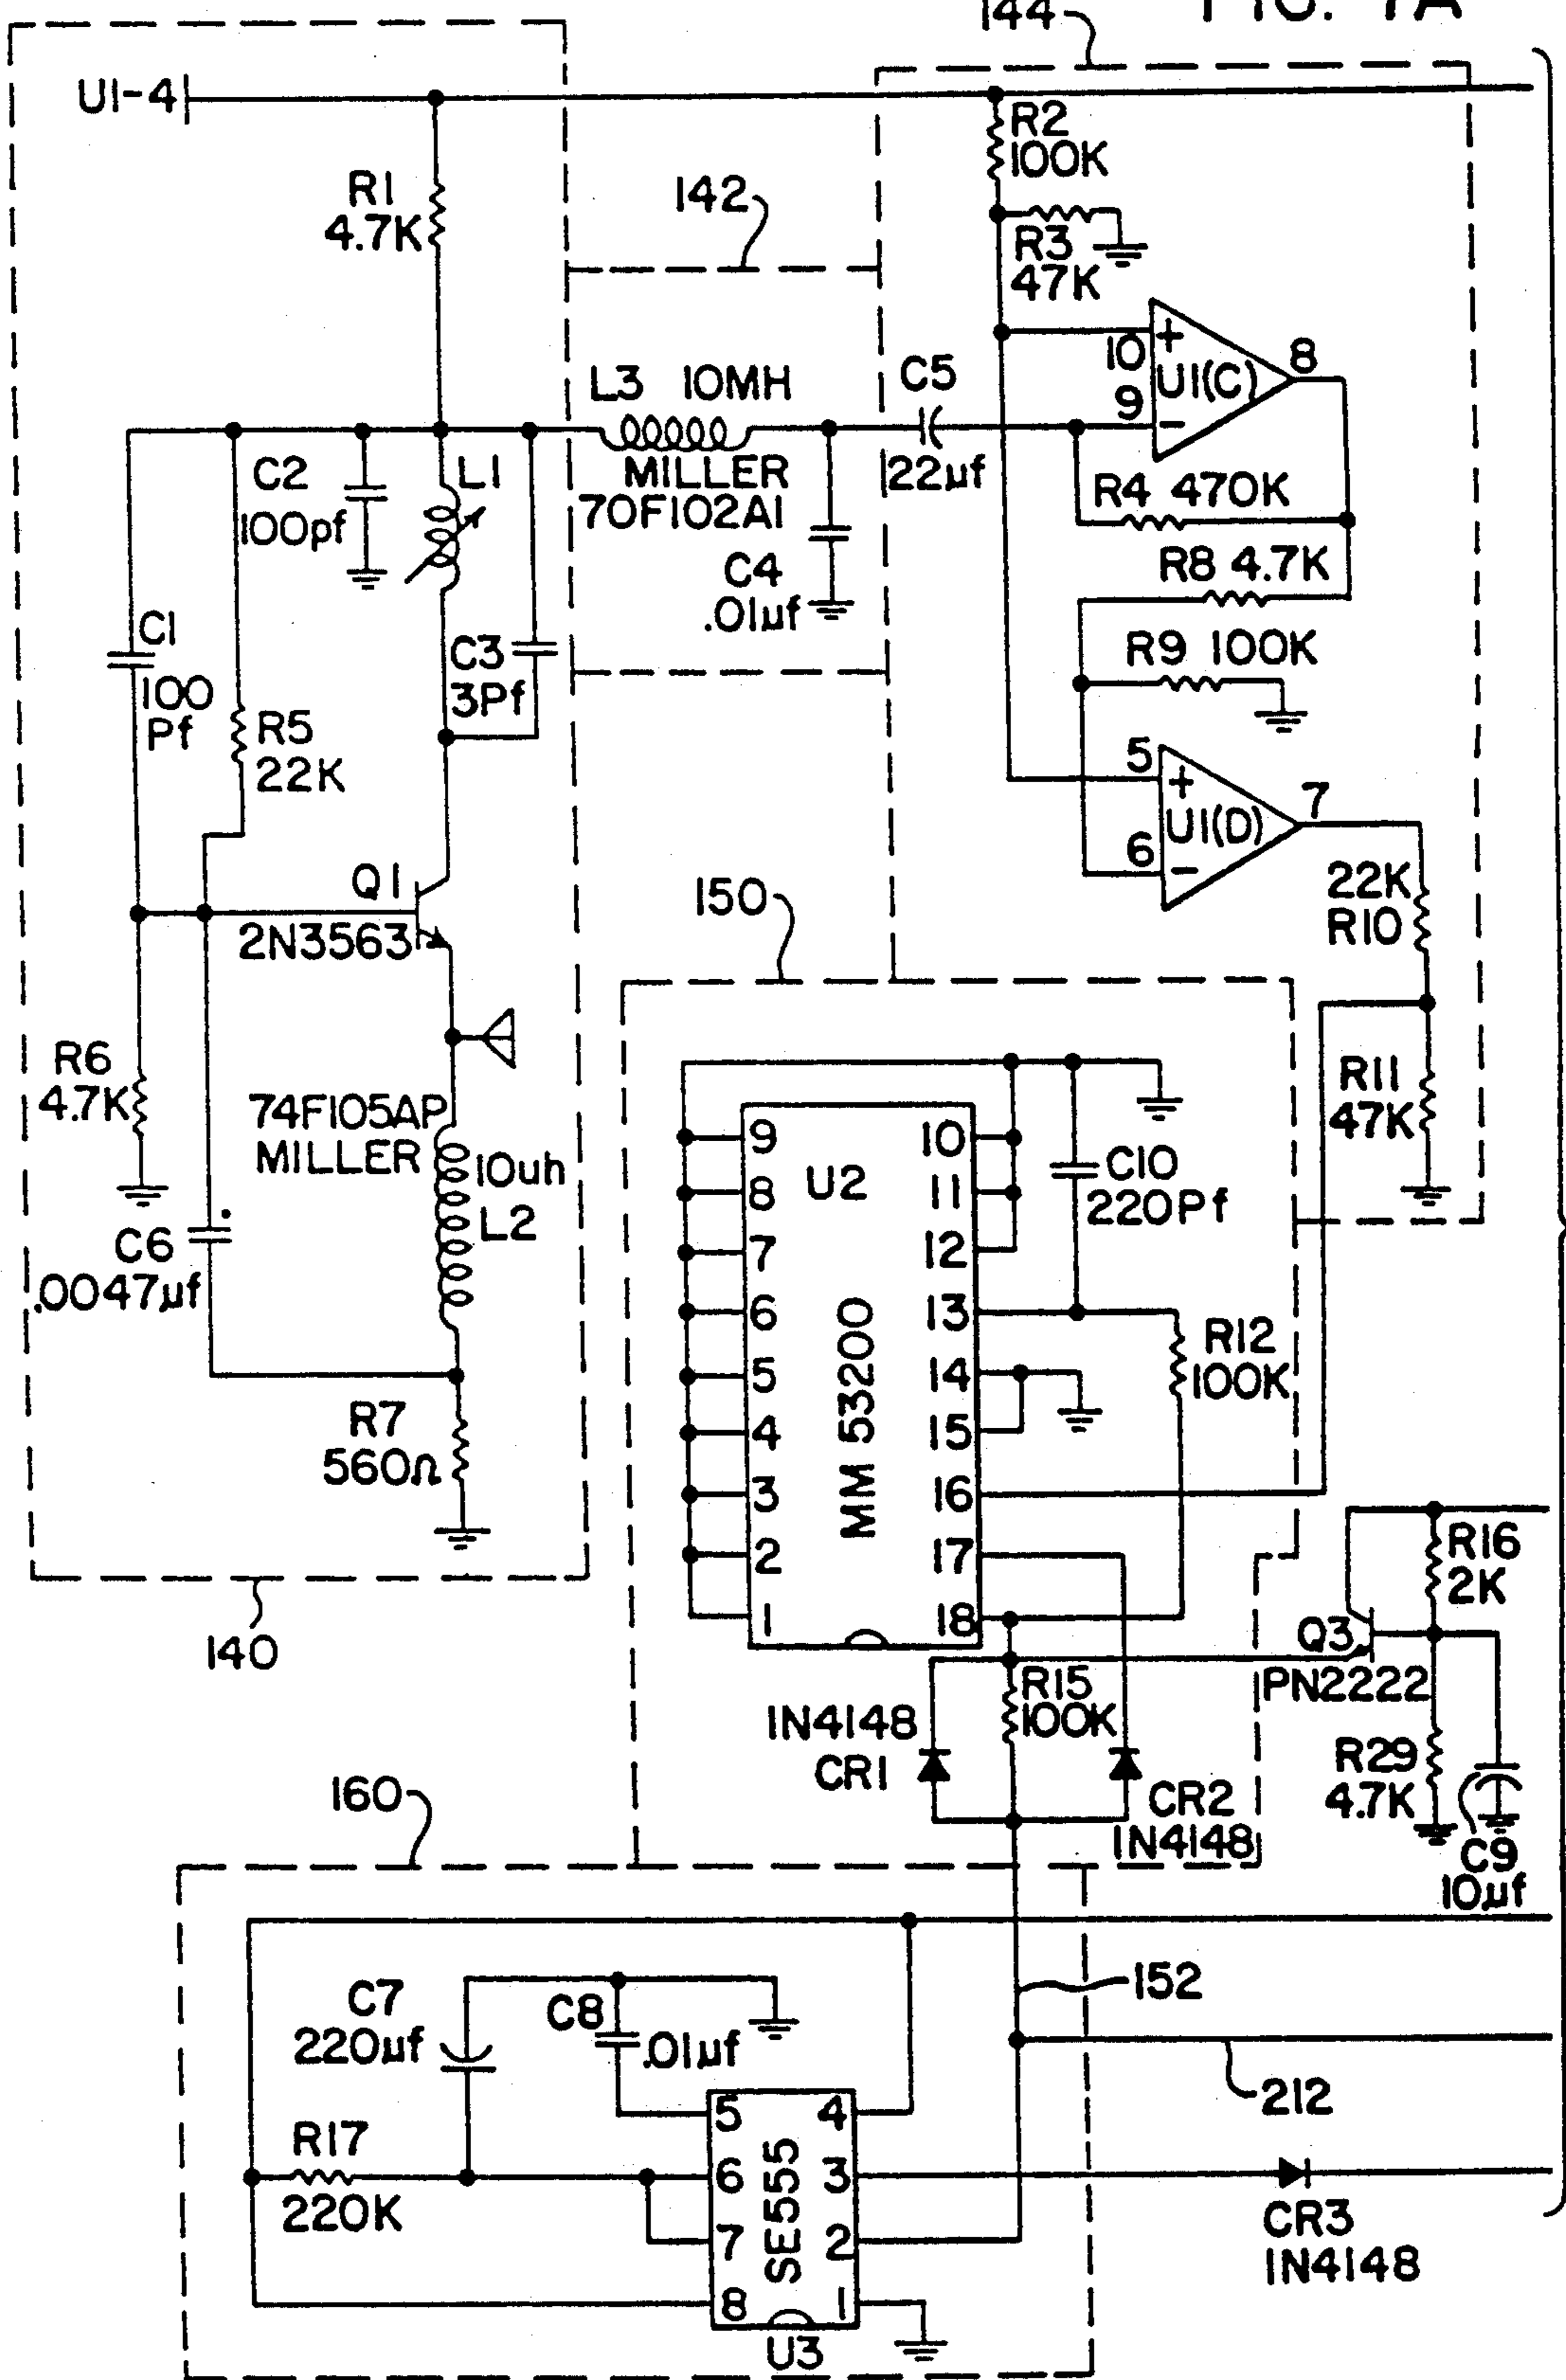 144
FIG. 7A
U1-4
R2
100K
R1
4.7K
142
R3
47K
10
+
U1(C)
8
9
-
L3 10MH
C5
MILLER
70F102A1
22µf
R4 470K
C2
100pf
L1
C4
.01µf
R8 4.7K
C1
100
Pf
C3
3Pf
R9 100K
R5
22K
5
+
U1(D)
7
6
-
Q1
2N3563
150
22K
R10
R6
4.7K
74F105AP
MILLER
10uh
L2
R11
47K
9
8
7
6
5
4
3
2
1
U2
MM 53200
10
11
12
13
14
15
16
17
18
C10
220Pf
C6
.0047µf
R12
100K
R7
560Ω
140
R16
2K
Q3
PN2222
R15
100K
1N4148
CR1
CR2
1N4148
R29
4.7K
C9
10µf
160
152
C7
220µf
C8
.01µf
212
R17
220K
5
6
7
8
SE555
4
3
2
1
U3
CR3
1N4148